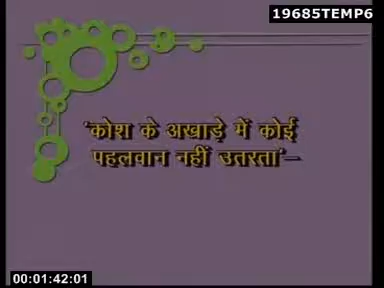 19685TEMP6
'कोश के अखाड़े में कोई
पहलवान नहीं उतरता'–
00:01:42:01